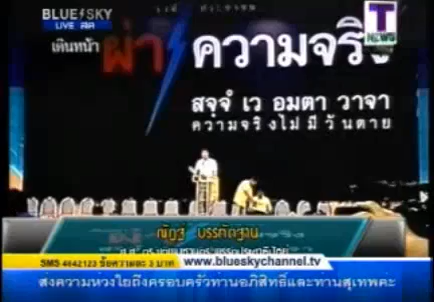 BLUE SKY
LIVE สด
T
NEWS
เดินหน้า
ผ่า ความจริง
สจฺจํ เว อมตา วาจา
ความจริงไม่มีวันตาย
ณัฏฐ์ บรรทัดฐาน
SMS 4642123 ข้อความละ 3 บาท
www.blueskychannel.tv
ส่งความห่วงใยถึงครอบครัวท่านอภิสิทธิ์และท่านสุเทพคะ